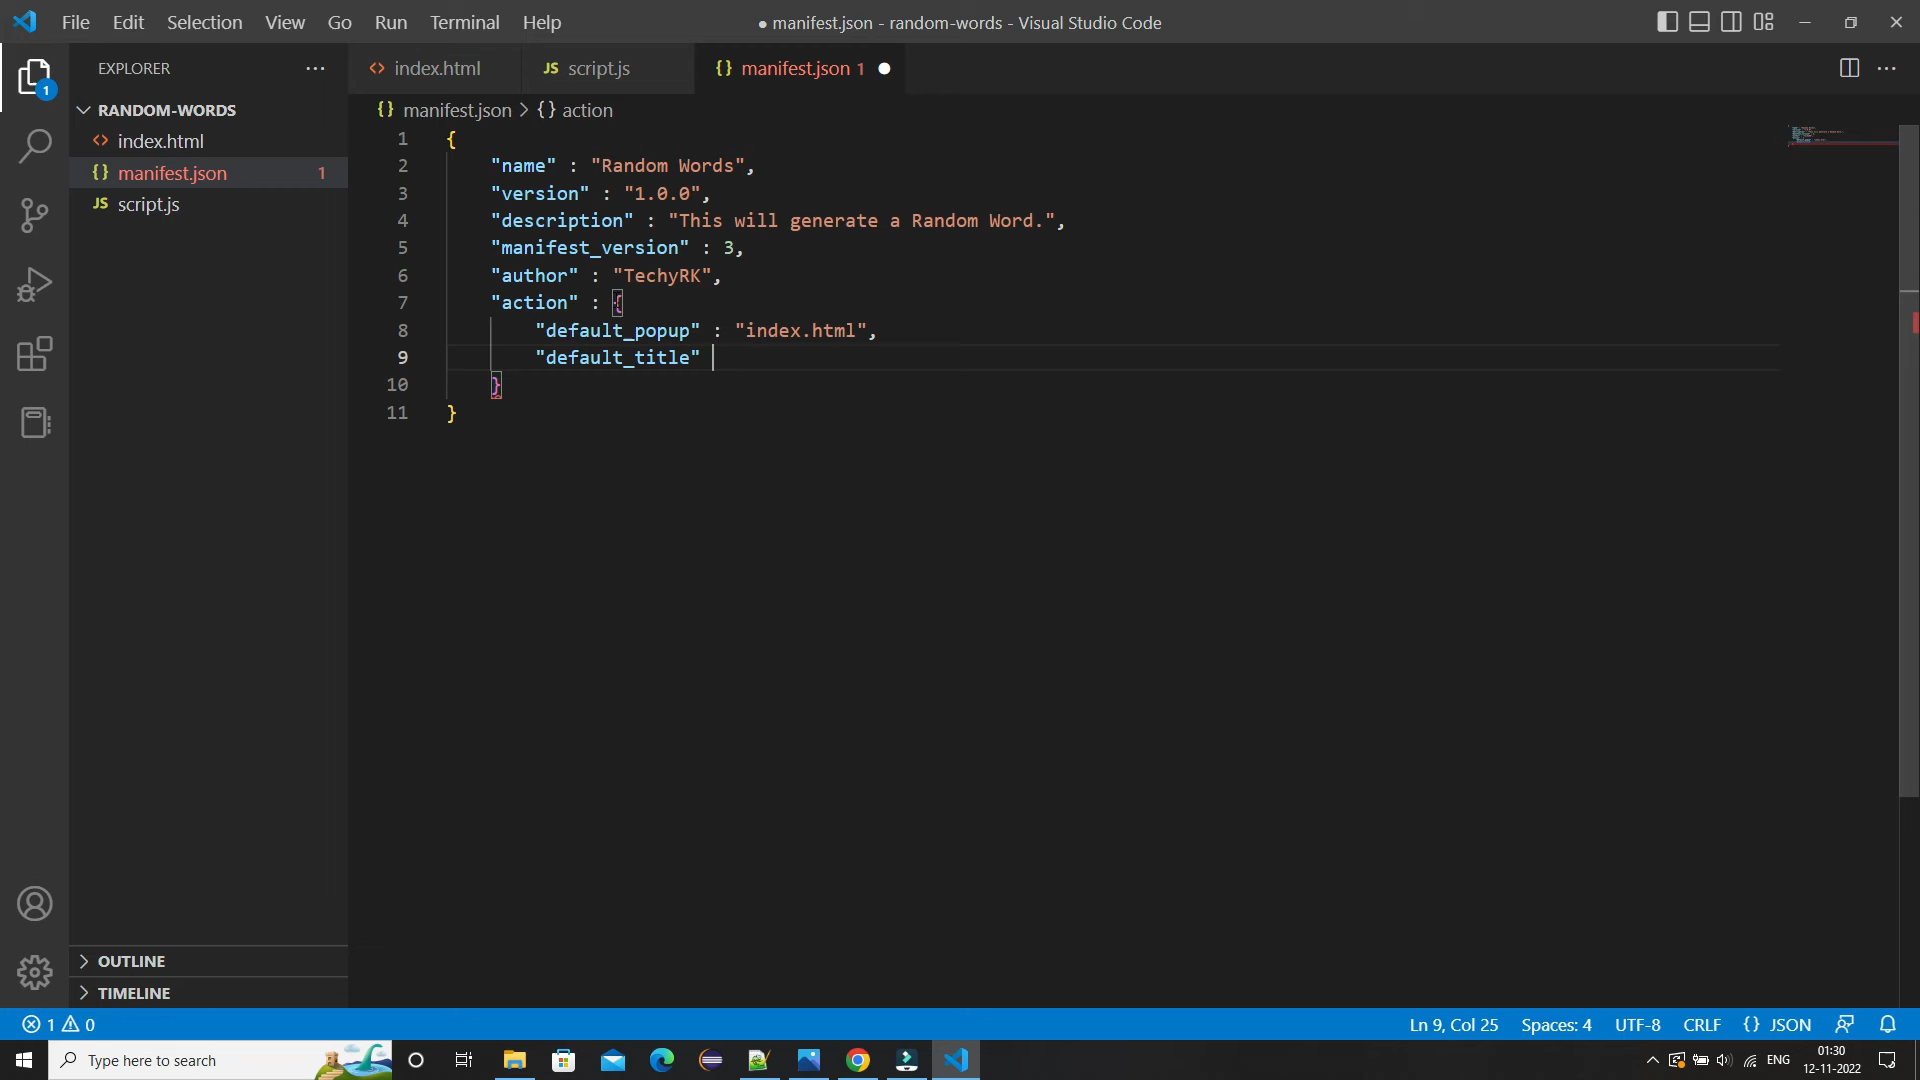 File Edit Selection View Go Run Terminal Help
● manifest.json - random-words - Visual Studio Code
1
EXPLORER
RANDOM-WORDS
<> index.html
{} manifest.json 1
JS script.js
OUTLINE
TIMELINE
<> index.html
JS script.js
{} manifest.json 1 ●
{} manifest.json > {} action
1 {
2 "name" : "Random Words",
3 "version" : "1.0.0",
4 "description" : "This will generate a Random Word.",
5 "manifest_version" : 3,
6 "author" : "TechyRK",
7 "action" : {
8 "default_popup" : "index.html",
9 "default_title"
10 }
11 }
1 0
Ln 9, Col 25 Spaces: 4 UTF-8 CRLF {} JSON
Type here to search
ENG
01:30
12-11-2022